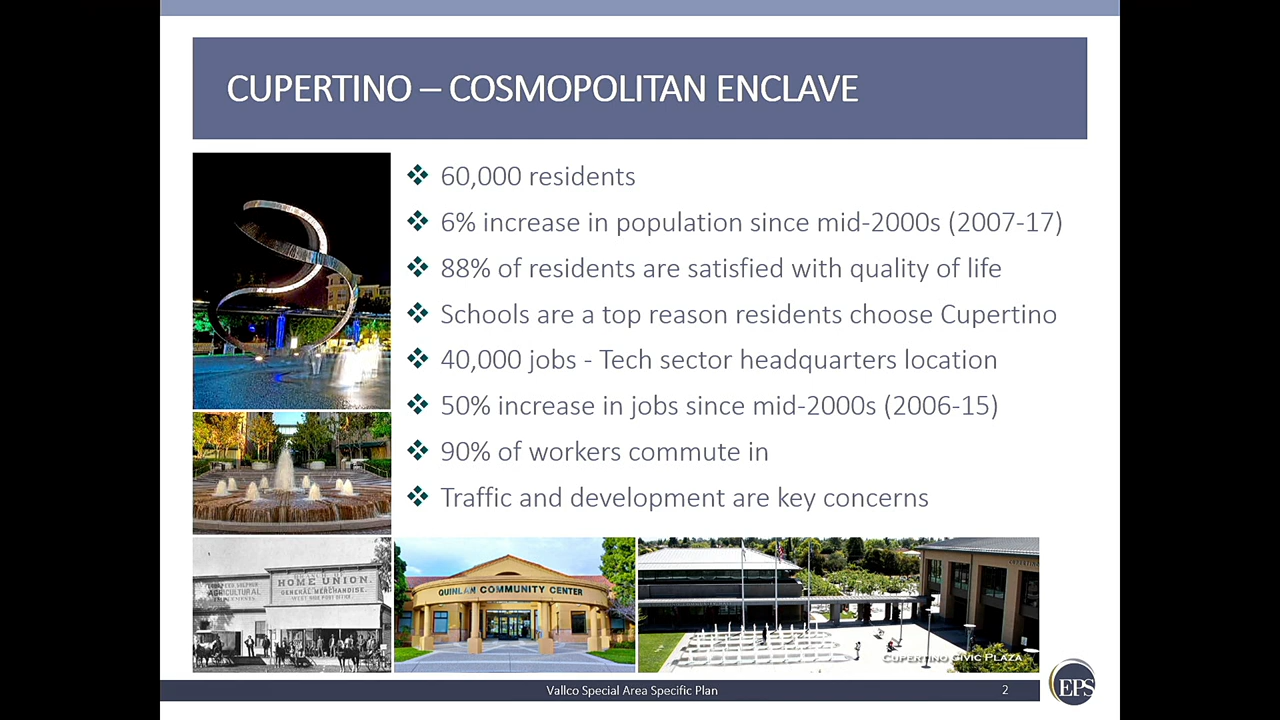 CUPERTINO – COSMOPOLITAN ENCLAVE
❖ 60,000 residents
❖ 6% increase in population since mid-2000s (2007-17)
❖ 88% of residents are satisfied with quality of life
❖ Schools are a top reason residents choose Cupertino
❖ 40,000 jobs - Tech sector headquarters location
❖ 50% increase in jobs since mid-2000s (2006-15)
❖ 90% of workers commute in
❖ Traffic and development are key concerns
HOME UNION.
GENERAL MERCHANDISE.
WEST SIDE POST OFFICE.
AGRICULTURAL
QUINLAN COMMUNITY CENTER
CUPERTINO CIVIC PLAZA
Vallco Special Area Specific Plan
2
EPS